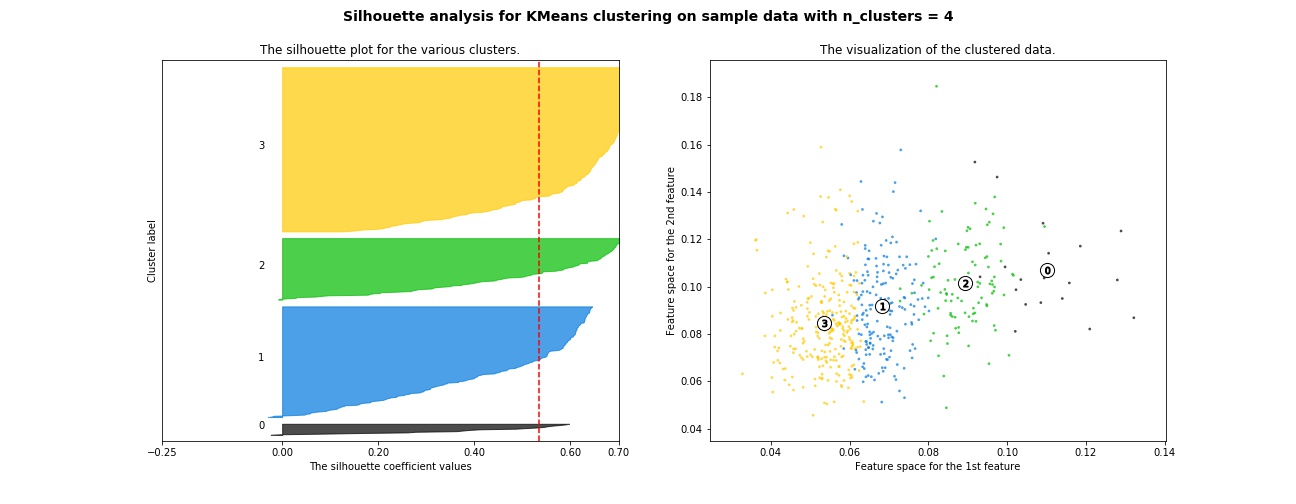 Silhouette analysis for KMeans clustering on sample data with n_clusters = 4
The silhouette plot for the various clusters.
Cluster label
3
2
1
0
−0.25 0.00 0.20 0.40 0.60 0.70
The silhouette coefficient values
The visualization of the clustered data.
Feature space for the 2nd feature
0.18
0.16
0.14
0.12
0.10
0.08
0.06
0.04
0
2
1
3
0.04 0.06 0.08 0.10 0.12 0.14
Feature space for the 1st feature